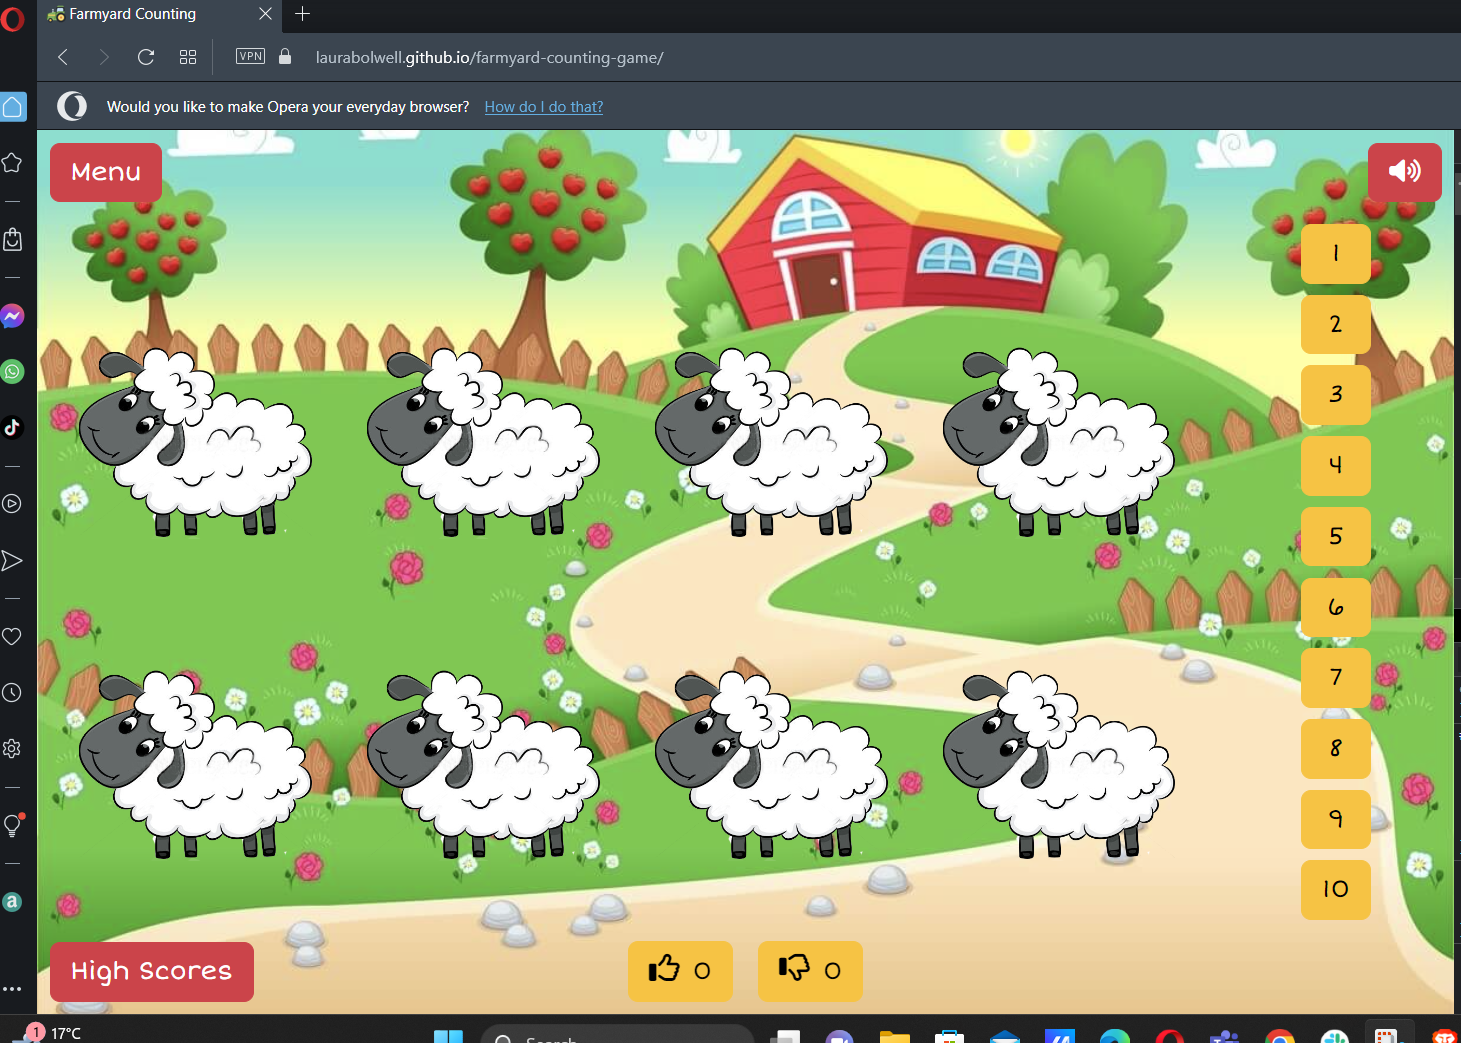 Farmyard Counting
VPN
laurabolwell.github.io/farmyard-counting-game/
Would you like to make Opera your everyday browser? How do I do that?
Menu
1
2
3
4
5
6
7
8
9
10
High Scores
0
0
a
1
17°C
Search